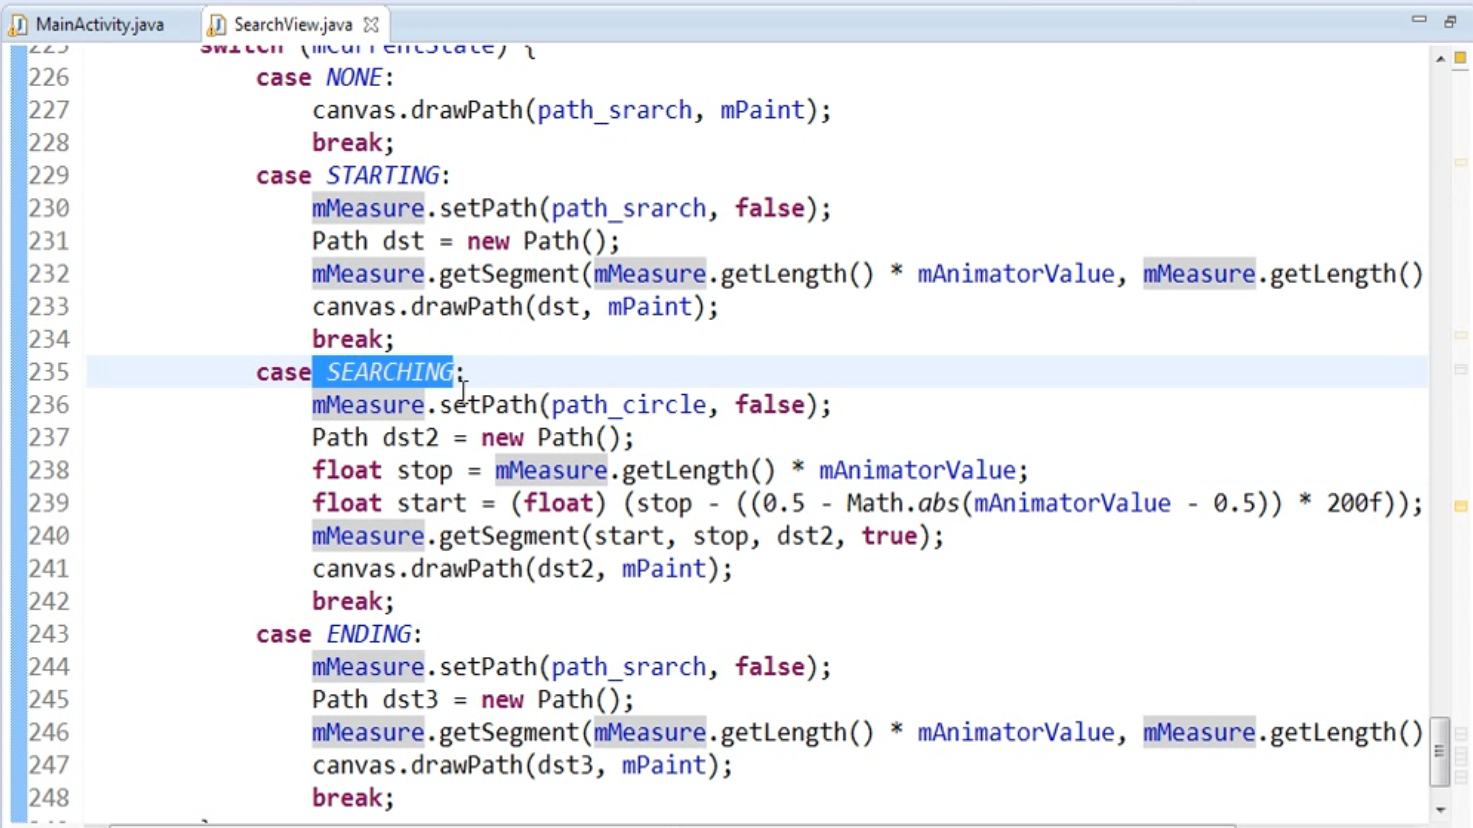 MainActivity.java SearchView.java
225 switch (mCurrentState) {
226 case NONE:
227 canvas.drawPath(path_srarch, mPaint);
228 break;
229 case STARTING:
230 mMeasure.setPath(path_srarch, false);
231 Path dst = new Path();
232 mMeasure.getSegment(mMeasure.getLength() * mAnimatorValue, mMeasure.getLength()
233 canvas.drawPath(dst, mPaint);
234 break;
235 case SEARCHING:
236 mMeasure.setPath(path_circle, false);
237 Path dst2 = new Path();
238 float stop = mMeasure.getLength() * mAnimatorValue;
239 float start = (float) (stop - ((0.5 - Math.abs(mAnimatorValue - 0.5)) * 200f));
240 mMeasure.getSegment(start, stop, dst2, true);
241 canvas.drawPath(dst2, mPaint);
242 break;
243 case ENDING:
244 mMeasure.setPath(path_srarch, false);
245 Path dst3 = new Path();
246 mMeasure.getSegment(mMeasure.getLength() * mAnimatorValue, mMeasure.getLength()
247 canvas.drawPath(dst3, mPaint);
248 break;